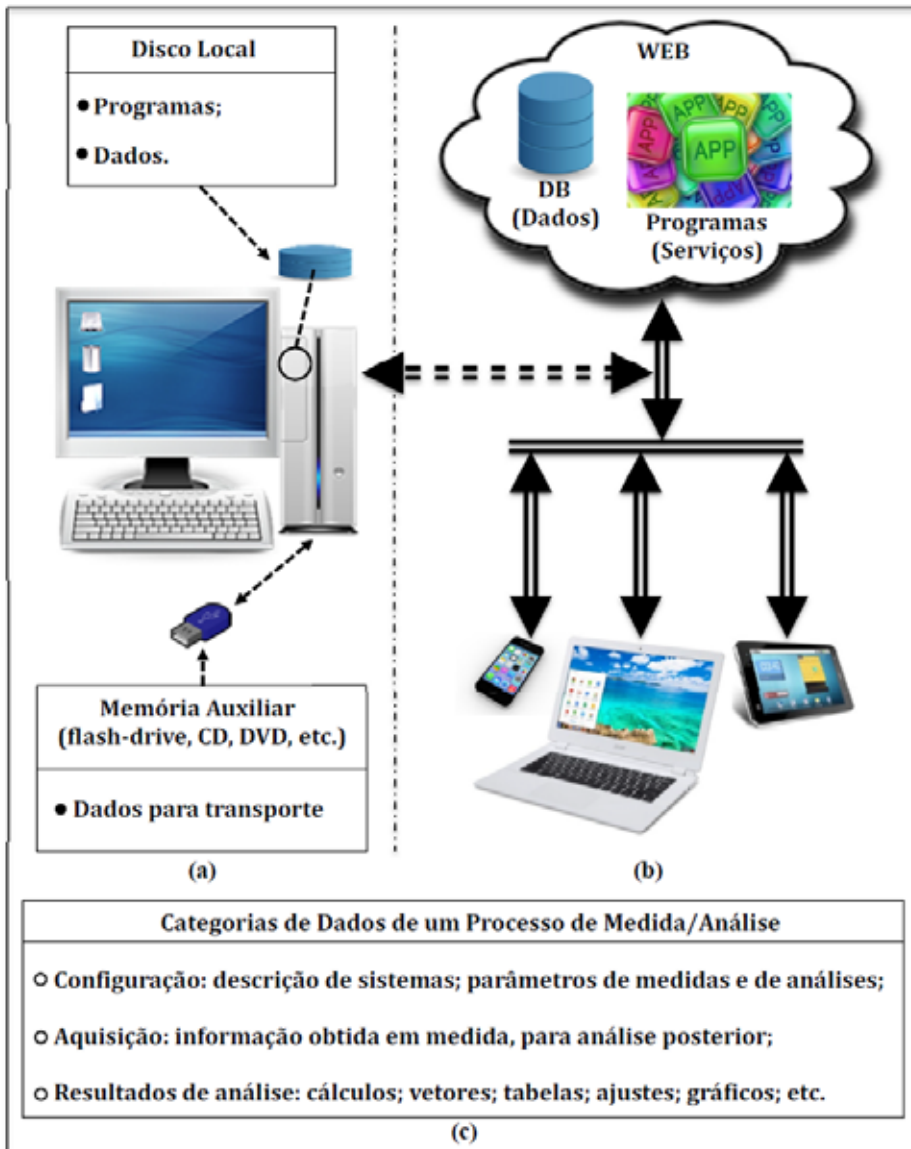 Disco Local
● Programas;
● Dados.
Memória Auxiliar
(flash-drive, CD, DVD, etc.)
● Dados para transporte
(a)
WEB
APP
DB
(Dados)
Programas
(Serviços)
(b)
Categorias de Dados de um Processo de Medida/Análise
○ Configuração: descrição de sistemas; parâmetros de medidas e de análises;
○ Aquisição: informação obtida em medida, para análise posterior;
○ Resultados de análise: cálculos; vetores; tabelas; ajustes; gráficos; etc.
(c)